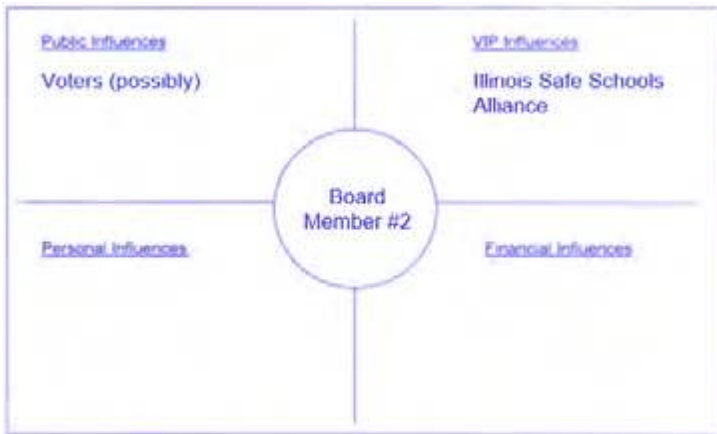 Public Influences
Voters (possibly)
VIP Influences
Illinois Safe Schools
Alliance
Board
Member #2
Personal Influences
Financial Influences